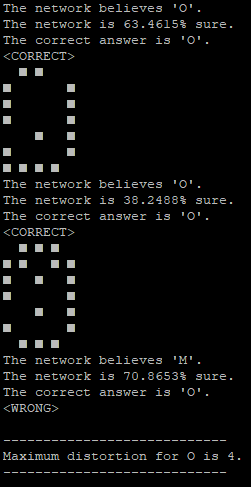 The network believes 'O'.
The network is 63.4615% sure.
The correct answer is 'O'.
<CORRECT>
The network believes 'O'.
The network is 38.2488% sure.
The correct answer is 'O'.
<CORRECT>
The network believes 'M'.
The network is 70.8653% sure.
The correct answer is 'O'.
<WRONG>
----------------------------
Maximum distortion for O is 4.
----------------------------